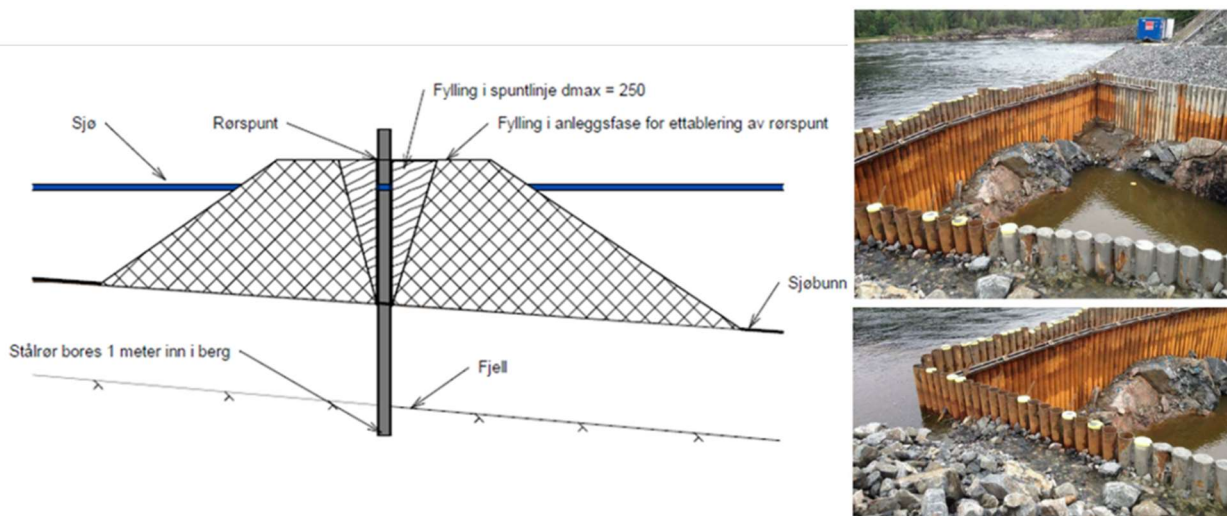 Fylling i spuntlinje dmax = 250
Sjø
Rørspunt
Fylling i anleggsfase for ettablering av rørspunt
Sjøbunn
Stålrør bores 1 meter inn i berg
Fjell